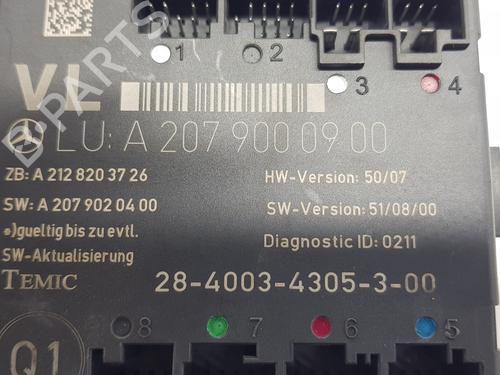 1 2 3 4
VL
LU: A 207 900 09 00
ZB: A 212 820 37 26
HW-Version: 50/07
SW: A 207 902 04 00
SW-Version: 51/08/00
•)gueltig bis zu evtl.
SW-Aktualisierung
Diagnostic ID: 0211
TEMIC
28-4003-4305-3-00
8 7 6 5
Q1
B-PARTS